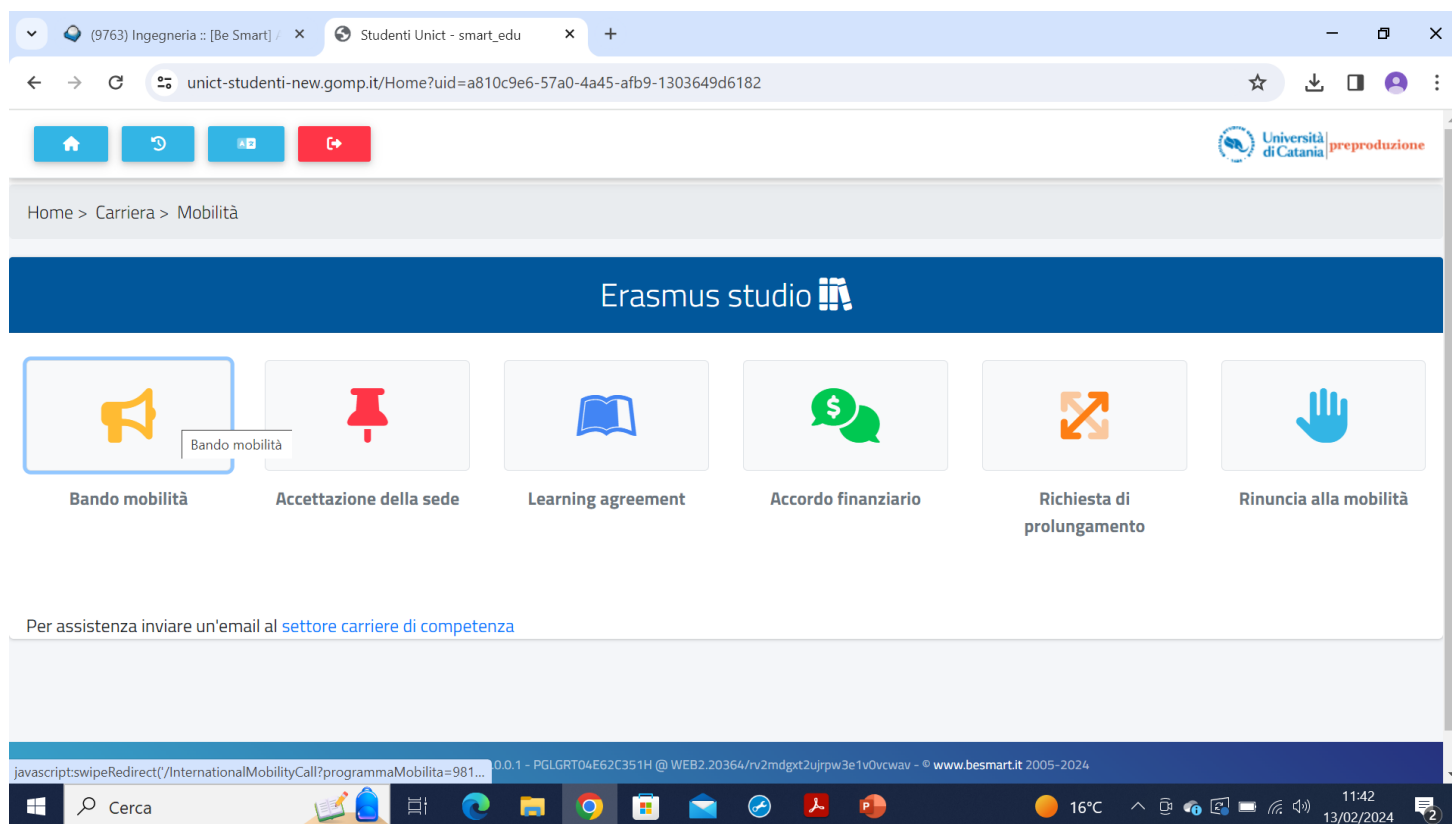 (9763) Ingegneria :: [Be Smart] /
Studenti Unict - smart_edu
unict-studenti-new.gomp.it/Home?uid=a810c9e6-57a0-4a45-afb9-1303649d6182
Università di Catania preproduzione
Home > Carriera > Mobilità
Erasmus studio
Bando mobilità
Bando mobilità
Accettazione della sede
Learning agreement
Accordo finanziario
Richiesta di prolungamento
Rinuncia alla mobilità
Per assistenza inviare un'email al settore carriere di competenza
javascript:swipeRedirect('/InternationalMobilityCall?programmaMobilita=981...
.0.0.1 - PGLGRT04E62C351H @ WEB2.20364/rv2mdgxt2ujrpw3e1v0vcwav - © www.besmart.it 2005-2024
Cerca
16°C
11:42
13/02/2024
2